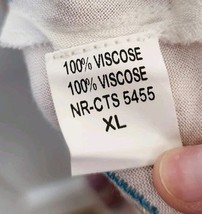 100% VISCOSE
100% VISCOSE
NR-CTS 5455
XL